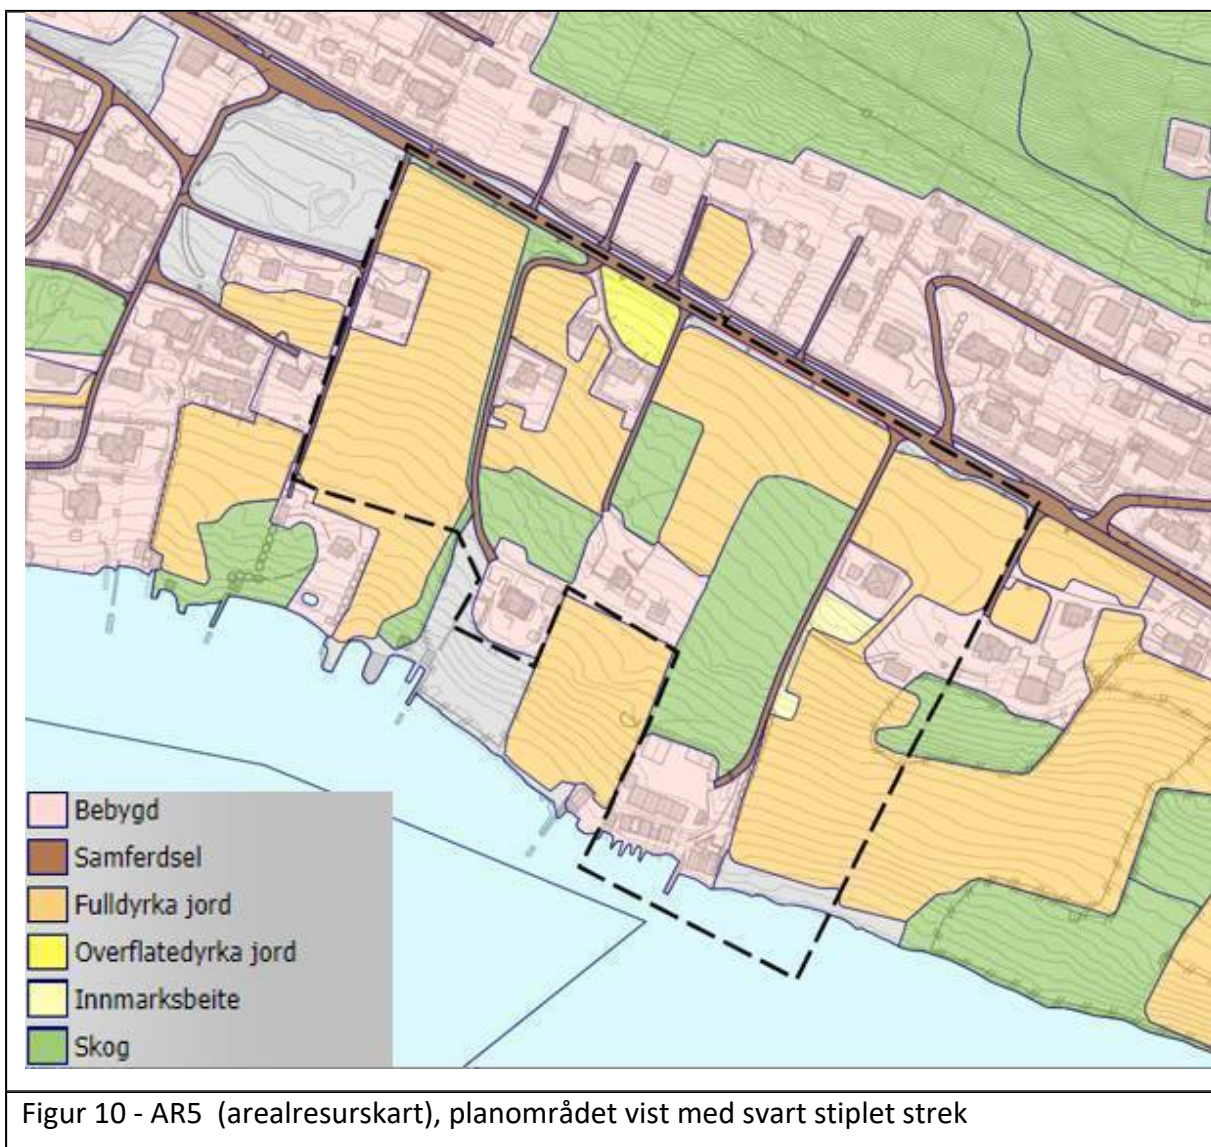 Bebygd
Samferdsel
Fulldyrka jord
Overflatedyrka jord
Innmarksbeite
Skog
Figur 10 - AR5 (arealresurskart), planområdet vist med svart stiplet strek